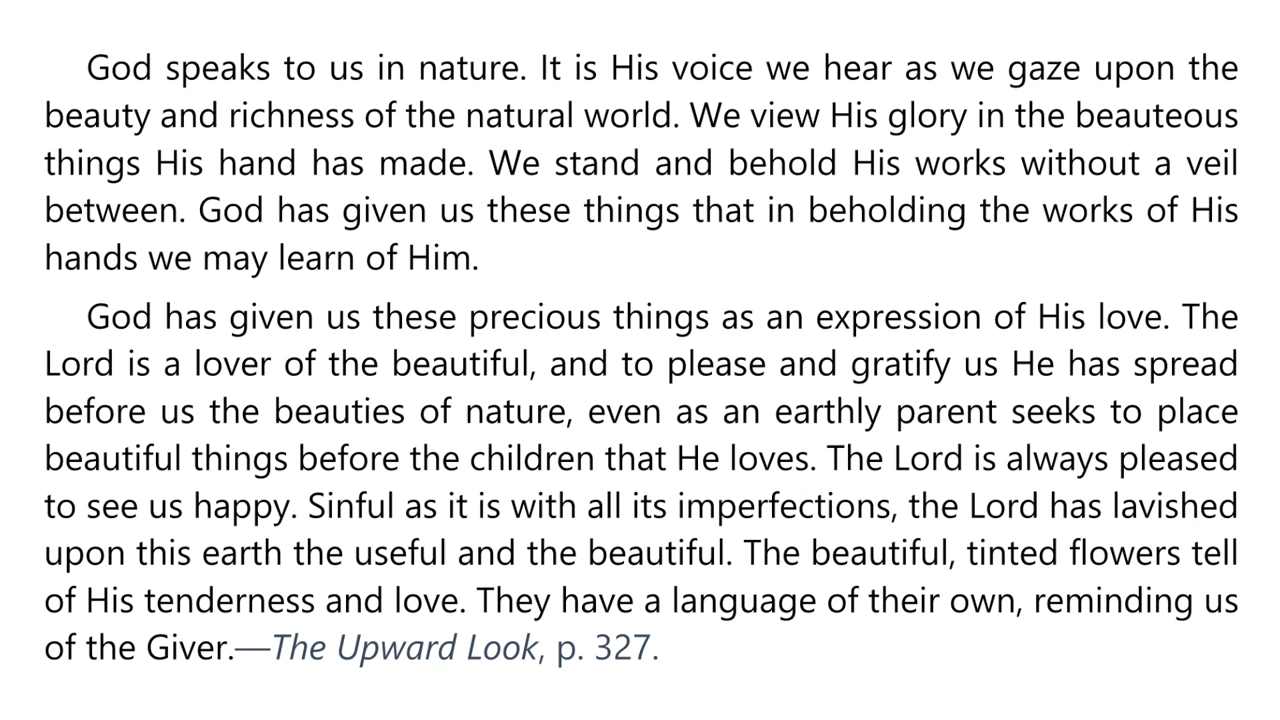 God speaks to us in nature. It is His voice we hear as we gaze upon the
beauty and richness of the natural world. We view His glory in the beauteous
things His hand has made. We stand and behold His works without a veil
between. God has given us these things that in beholding the works of His
hands we may learn of Him.
God has given us these precious things as an expression of His love. The
Lord is a lover of the beautiful, and to please and gratify us He has spread
before us the beauties of nature, even as an earthly parent seeks to place
beautiful things before the children that He loves. The Lord is always pleased
to see us happy. Sinful as it is with all its imperfections, the Lord has lavished
upon this earth the useful and the beautiful. The beautiful, tinted flowers tell
of His tenderness and love. They have a language of their own, reminding us
of the Giver.—The Upward Look, p. 327.